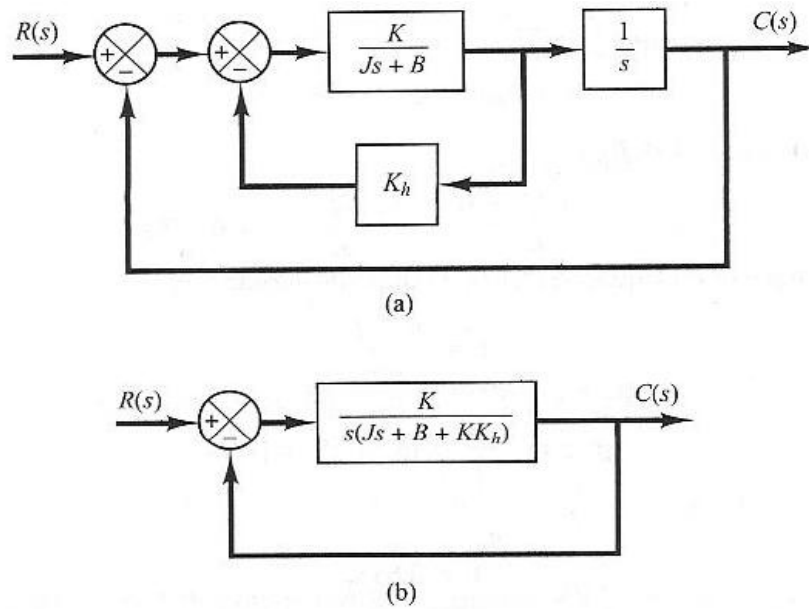 R(s)
+
−
+
−
K
Js + B
1
s
C(s)
K_h
(a)
R(s)
+
−
K
s(Js + B + KK_h)
C(s)
(b)